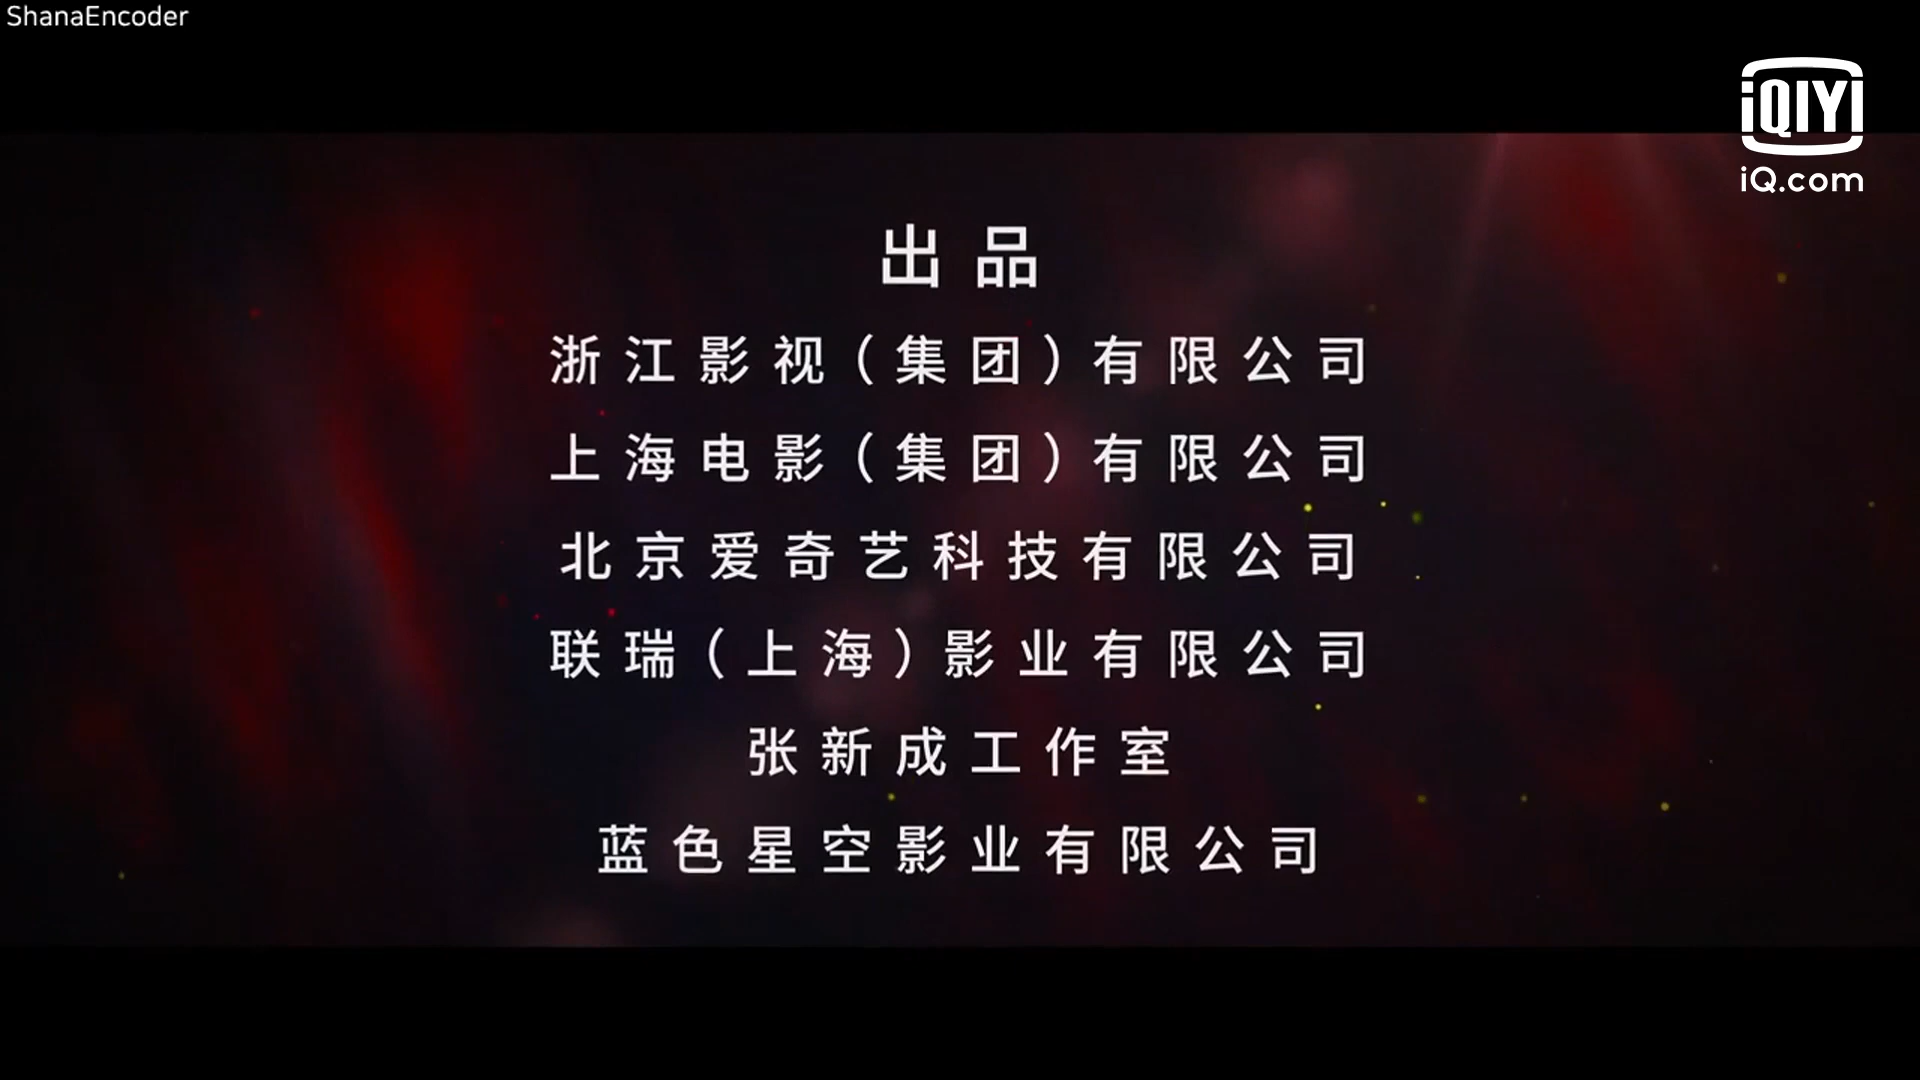 ShanaEncoder
iQIYI
iQ.com
出品
浙江影视(集团)有限公司
上海电影(集团)有限公司
北京爱奇艺科技有限公司
联瑞(上海)影业有限公司
张新成工作室
蓝色星空影业有限公司